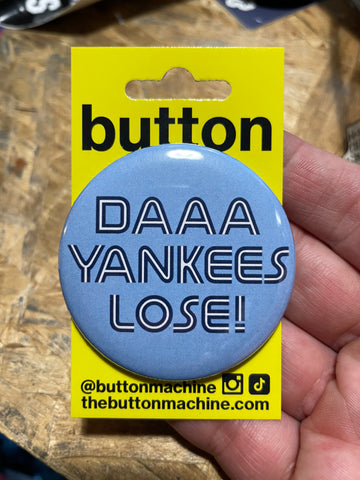 button
DAAA
YANKEES
LOSE!
@buttonmachine
thebuttonmachine.com